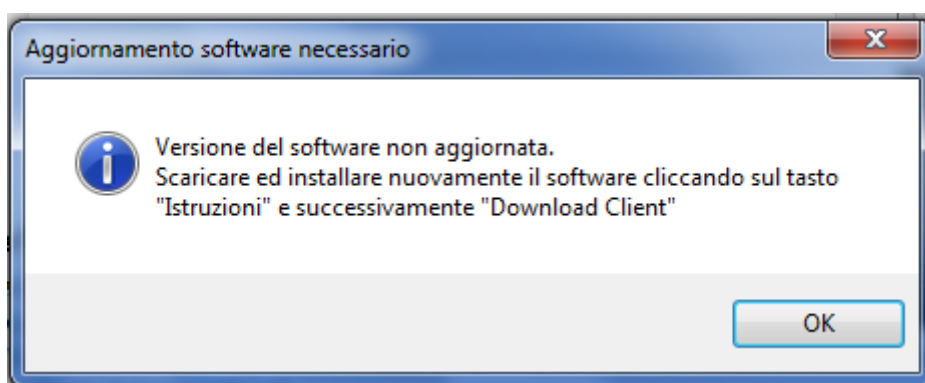 Aggiornamento software necessario
Versione del software non aggiornata.
Scaricare ed installare nuovamente il software cliccando sul tasto
"Istruzioni" e successivamente "Download Client"
OK